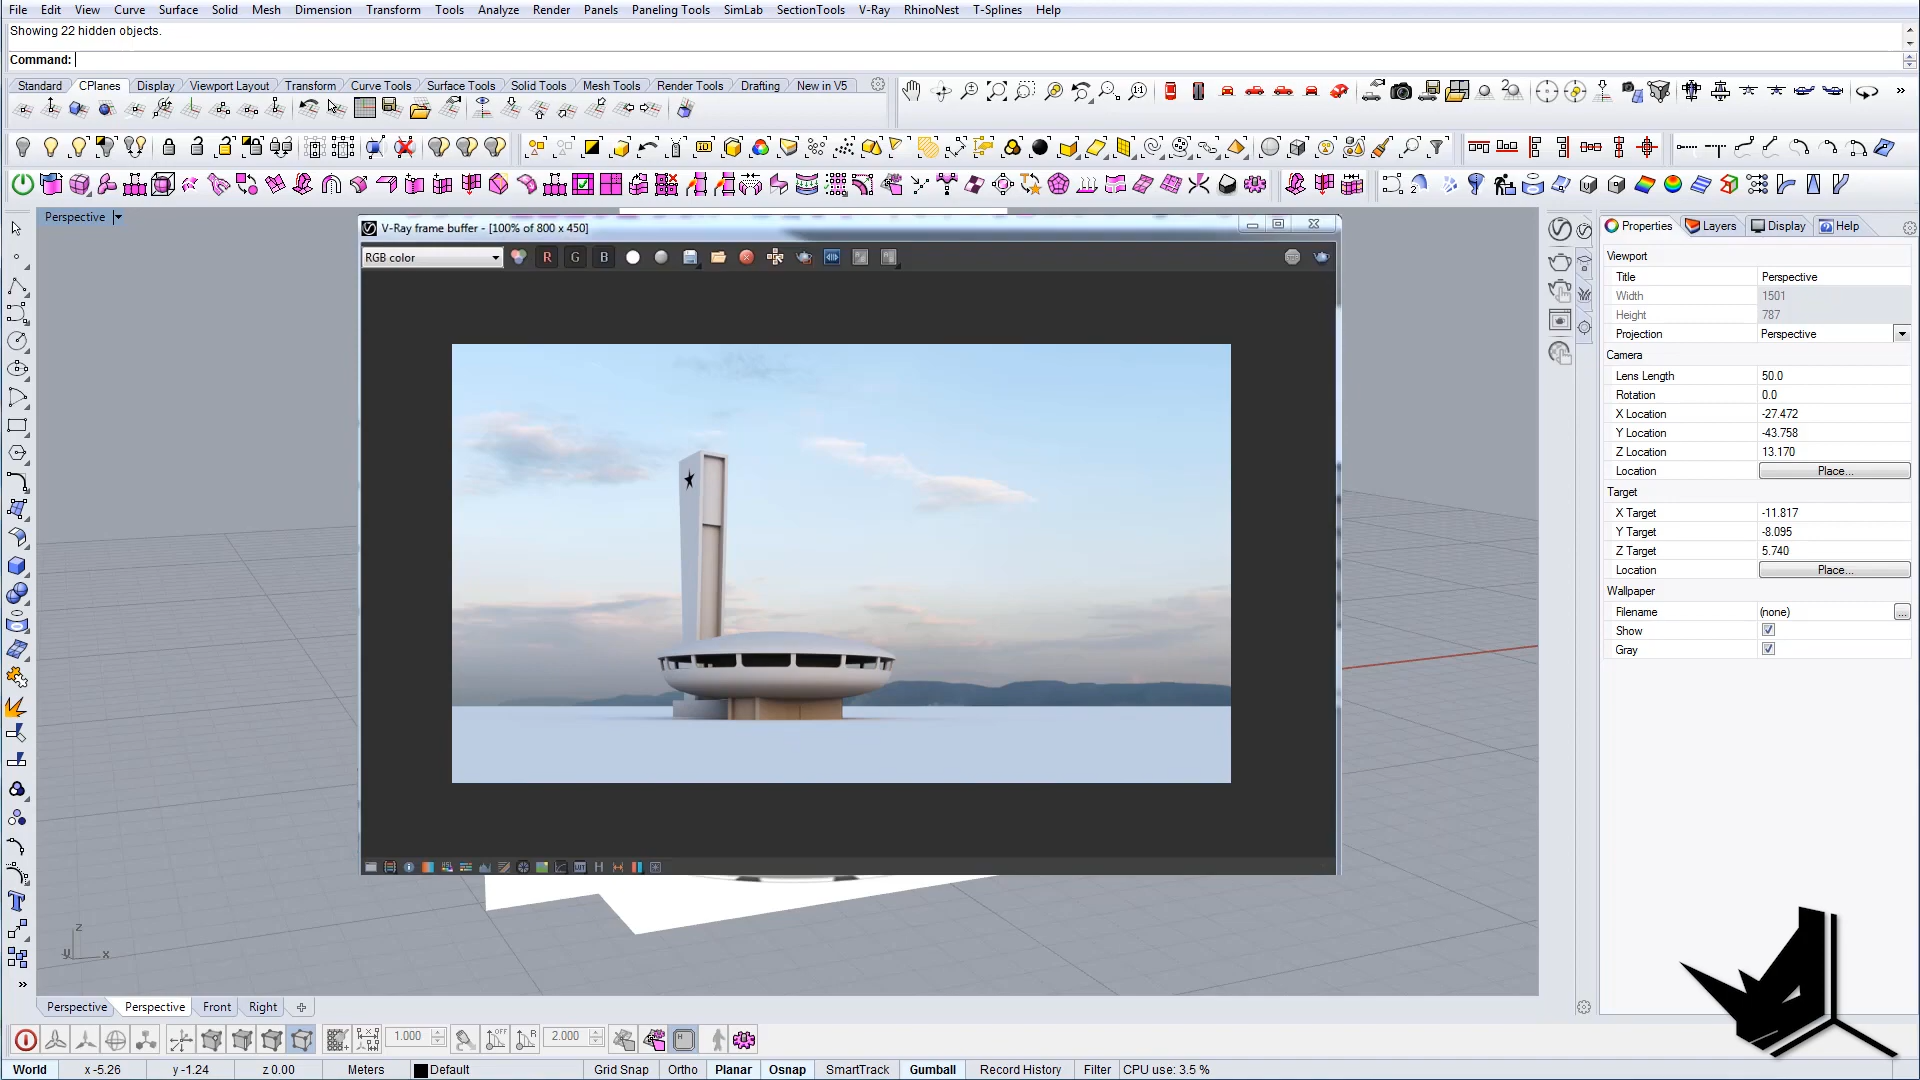 File Edit View Curve Surface Solid Mesh Dimension Transform Tools Analyze Render Panels Paneling Tools SimLab SectionTools V-Ray RhinoNest T-Splines Help
Showing 22 hidden objects.
Command:
Standard CPlanes Display Viewport Layout Transform Curve Tools Surface Tools Solid Tools Mesh Tools Render Tools Drafting New in V5
Perspective
V-Ray frame buffer - [100% of 800 x 450]
RGB color
R G B
Properties Layers Display Help
Viewport
Title Perspective
Width 1501
Height 787
Projection Perspective
Camera
Lens Length 50.0
Rotation 0.0
X Location -27.472
Y Location -43.758
Z Location 13.170
Location Place...
Target
X Target -11.817
Y Target -8.095
Z Target 5.740
Location Place...
Wallpaper
Filename (none) ...
Show
Gray
z
y x
Perspective Perspective Front Right
1.000 2.000
World x -5.26 y -1.24 z 0.00 Meters Default Grid Snap Ortho Planar Osnap SmartTrack Gumball Record History Filter CPU use: 3.5 %